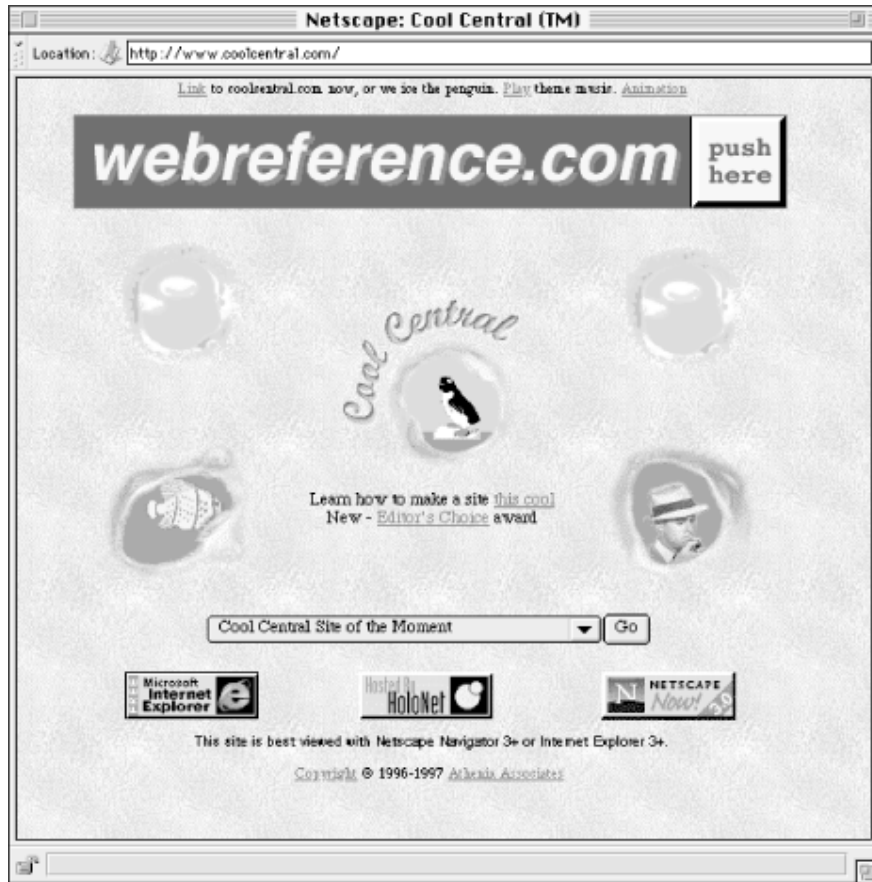 Netscape: Cool Central (TM)
Location: http://www.coolcentral.com/
Link to coolcentral.com now, or we ice the penguin. Play theme music. Animation
webreference.com
push
here
Cool Central
Learn how to make a site this cool
New - Editor's Choice award
Cool Central Site of the Moment
Go
Microsoft
Internet
Explorer
Hosted By
HoloNet
N
NETSCAPE
Now! 3.0
This site is best viewed with Netscape Navigator 3+ or Internet Explorer 3+.
Copyright © 1996-1997 Athenia Associates